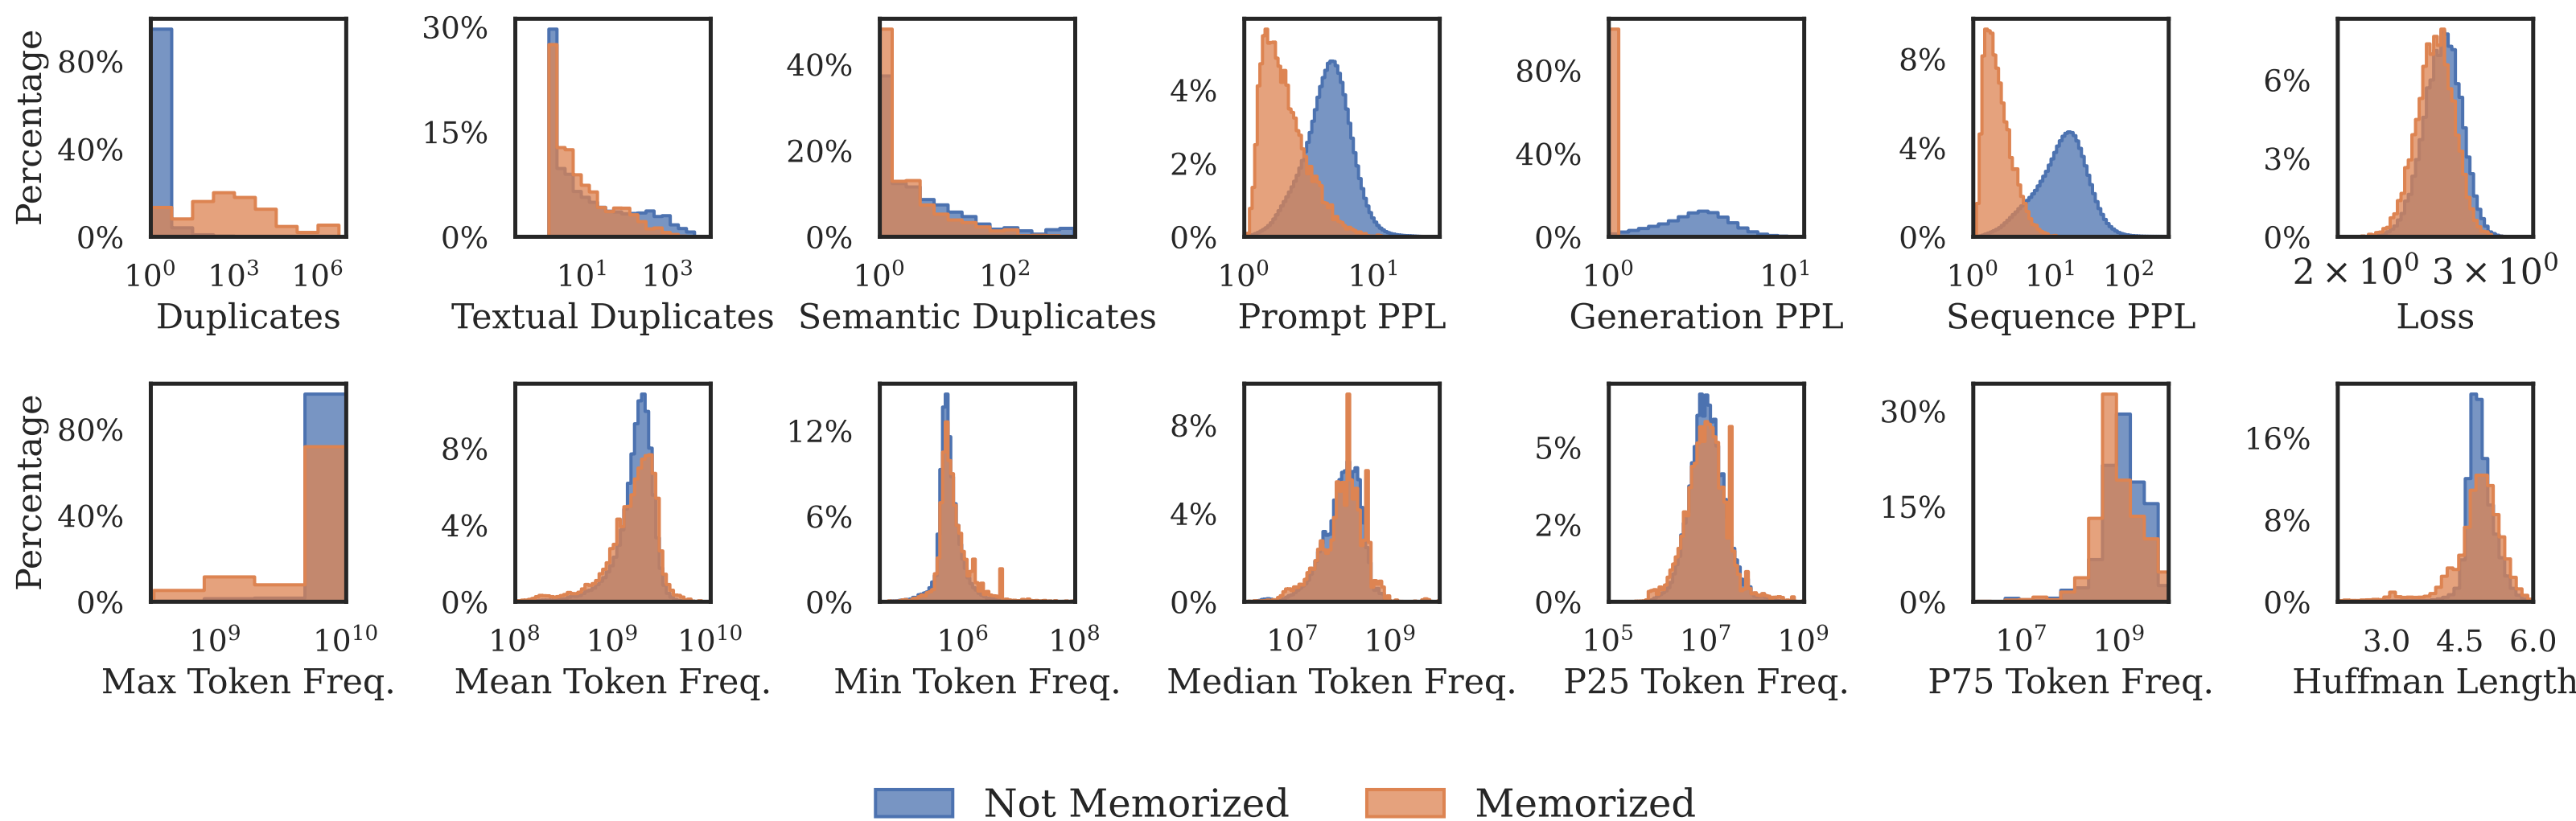 Percentage
80%
40%
0%
10⁰ 10³ 10⁶
Duplicates
30%
15%
0%
10¹ 10³
Textual Duplicates
40%
20%
0%
10⁰ 10²
Semantic Duplicates
4%
2%
0%
10⁰ 10¹
Prompt PPL
80%
40%
0%
10⁰ 10¹
Generation PPL
8%
4%
0%
10⁰ 10¹ 10²
Sequence PPL
6%
3%
0%
2 × 10⁰ 3 × 10⁰
Loss
Percentage
80%
40%
0%
10⁹ 10¹⁰
Max Token Freq.
8%
4%
0%
10⁸ 10⁹ 10¹⁰
Mean Token Freq.
12%
6%
0%
10⁶ 10⁸
Min Token Freq.
8%
4%
0%
10⁷ 10⁹
Median Token Freq.
5%
2%
0%
10⁵ 10⁷ 10⁹
P25 Token Freq.
30%
15%
0%
10⁷ 10⁹
P75 Token Freq.
16%
8%
0%
3.0 4.5 6.0
Huffman Length
Not Memorized Memorized